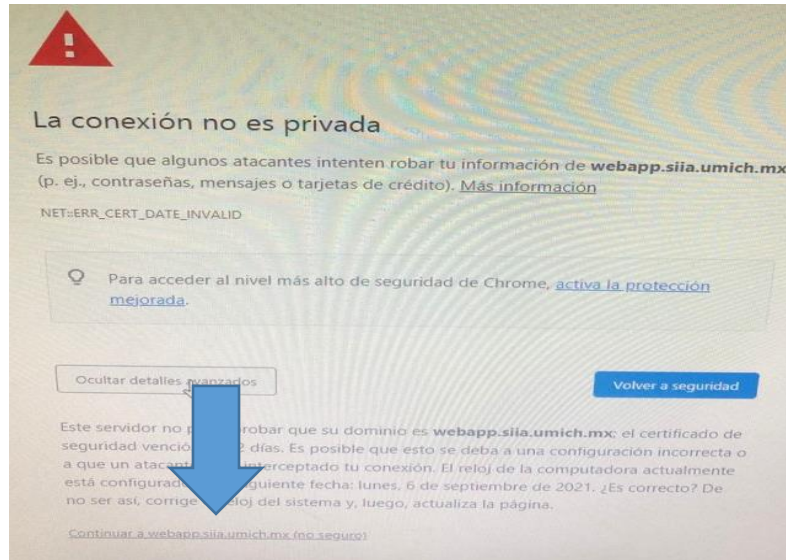 La conexión no es privada
Es posible que algunos atacantes intenten robar tu información de webapp.siia.umich.mx
(p. ej., contraseñas, mensajes o tarjetas de crédito). Más información
NET::ERR_CERT_DATE_INVALID
Para acceder al nivel más alto de seguridad de Chrome, activa la protección
mejorada.
Ocultar detalles avanzados
Volver a seguridad
Este servidor no robar que su dominio es webapp.siia.umich.mx; el certificado de
seguridad venció 2 días. Es posible que esto se deba a una configuración incorrecta o
a que un atacante interceptado tu conexión. El reloj de la computadora actualmente
está configurado guiente fecha: lunes, 6 de septiembre de 2021. ¿Es correcto? De
no ser así, corrige reloj del sistema y, luego, actualiza la página.
Continuar a webapp.siia.umich.mx (no seguro)